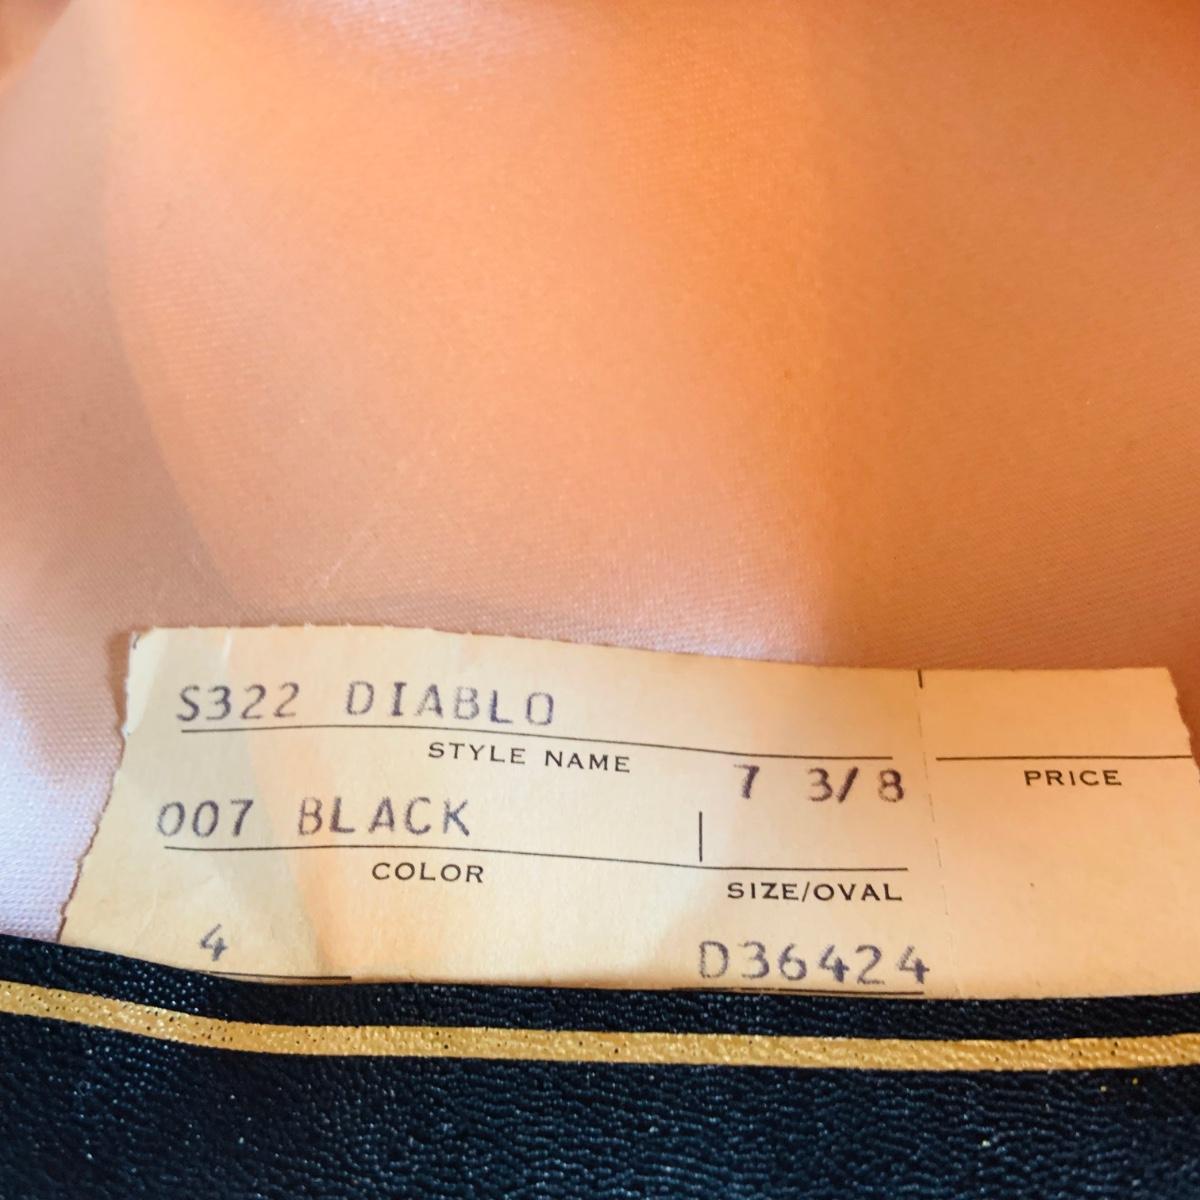 S322 DIABLO
STYLE NAME
PRICE
007 BLACK
7 3/8
COLOR
SIZE/OVAL
4
D36424